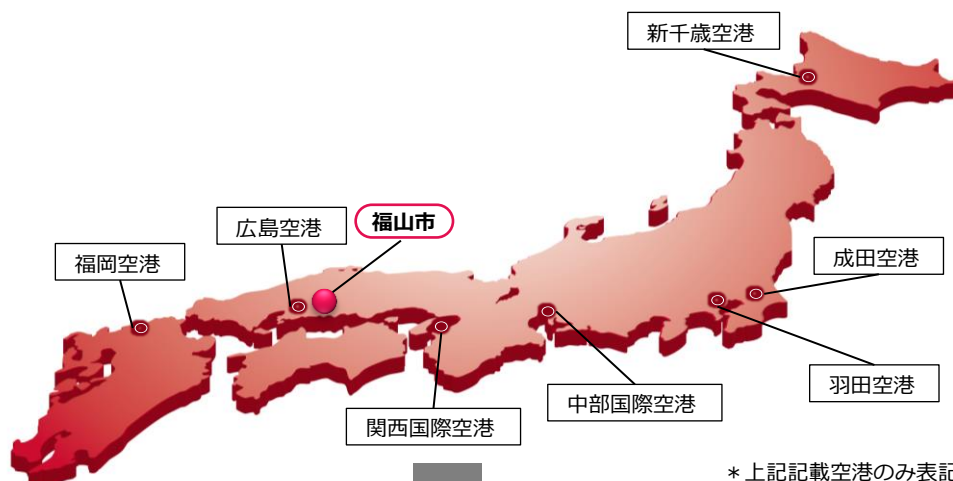 新千歳空港
福山市
広島空港
福岡空港
成田空港
羽田空港
中部国際空港
関西国際空港
＊上記記載空港のみ表記